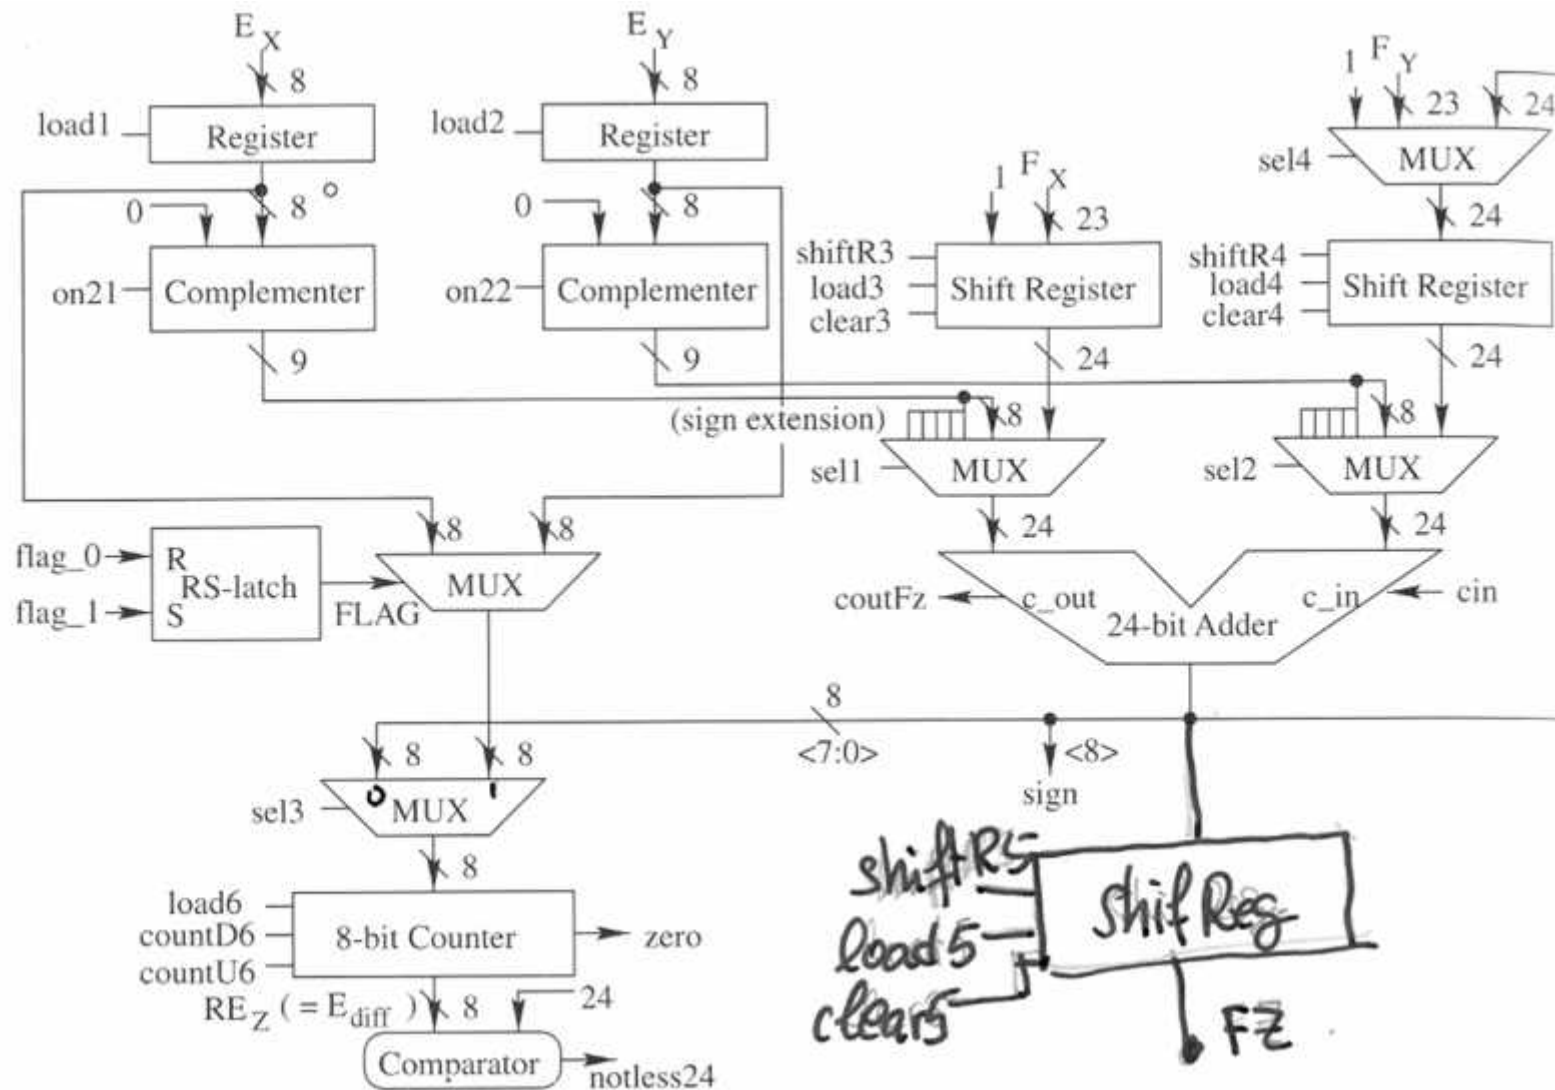 E X
E Y
8
8
1 F Y
23
24
load1
Register
load2
Register
sel4
MUX
0
8
0
8
1 F X
23
24
on21
Complementer
on22
Complementer
shiftR3
load3
clear3
Shift Register
shiftR4
load4
clear4
Shift Register
9
9
24
24
(sign extension)
8
8
sel1
MUX
sel2
MUX
8
8
24
24
flag_0
R
RS-latch
flag_1
S
FLAG
MUX
coutFz
c_out
c_in
cin
24-bit Adder
8
<7:0>
<8>
sign
8
8
sel3
0
MUX
1
8
load6
countD6
countU6
8-bit Counter
zero
RE Z ( = E diff )
8
24
Comparator
notless24
shiftR5
load5
clear5
Shif Reg
FZ